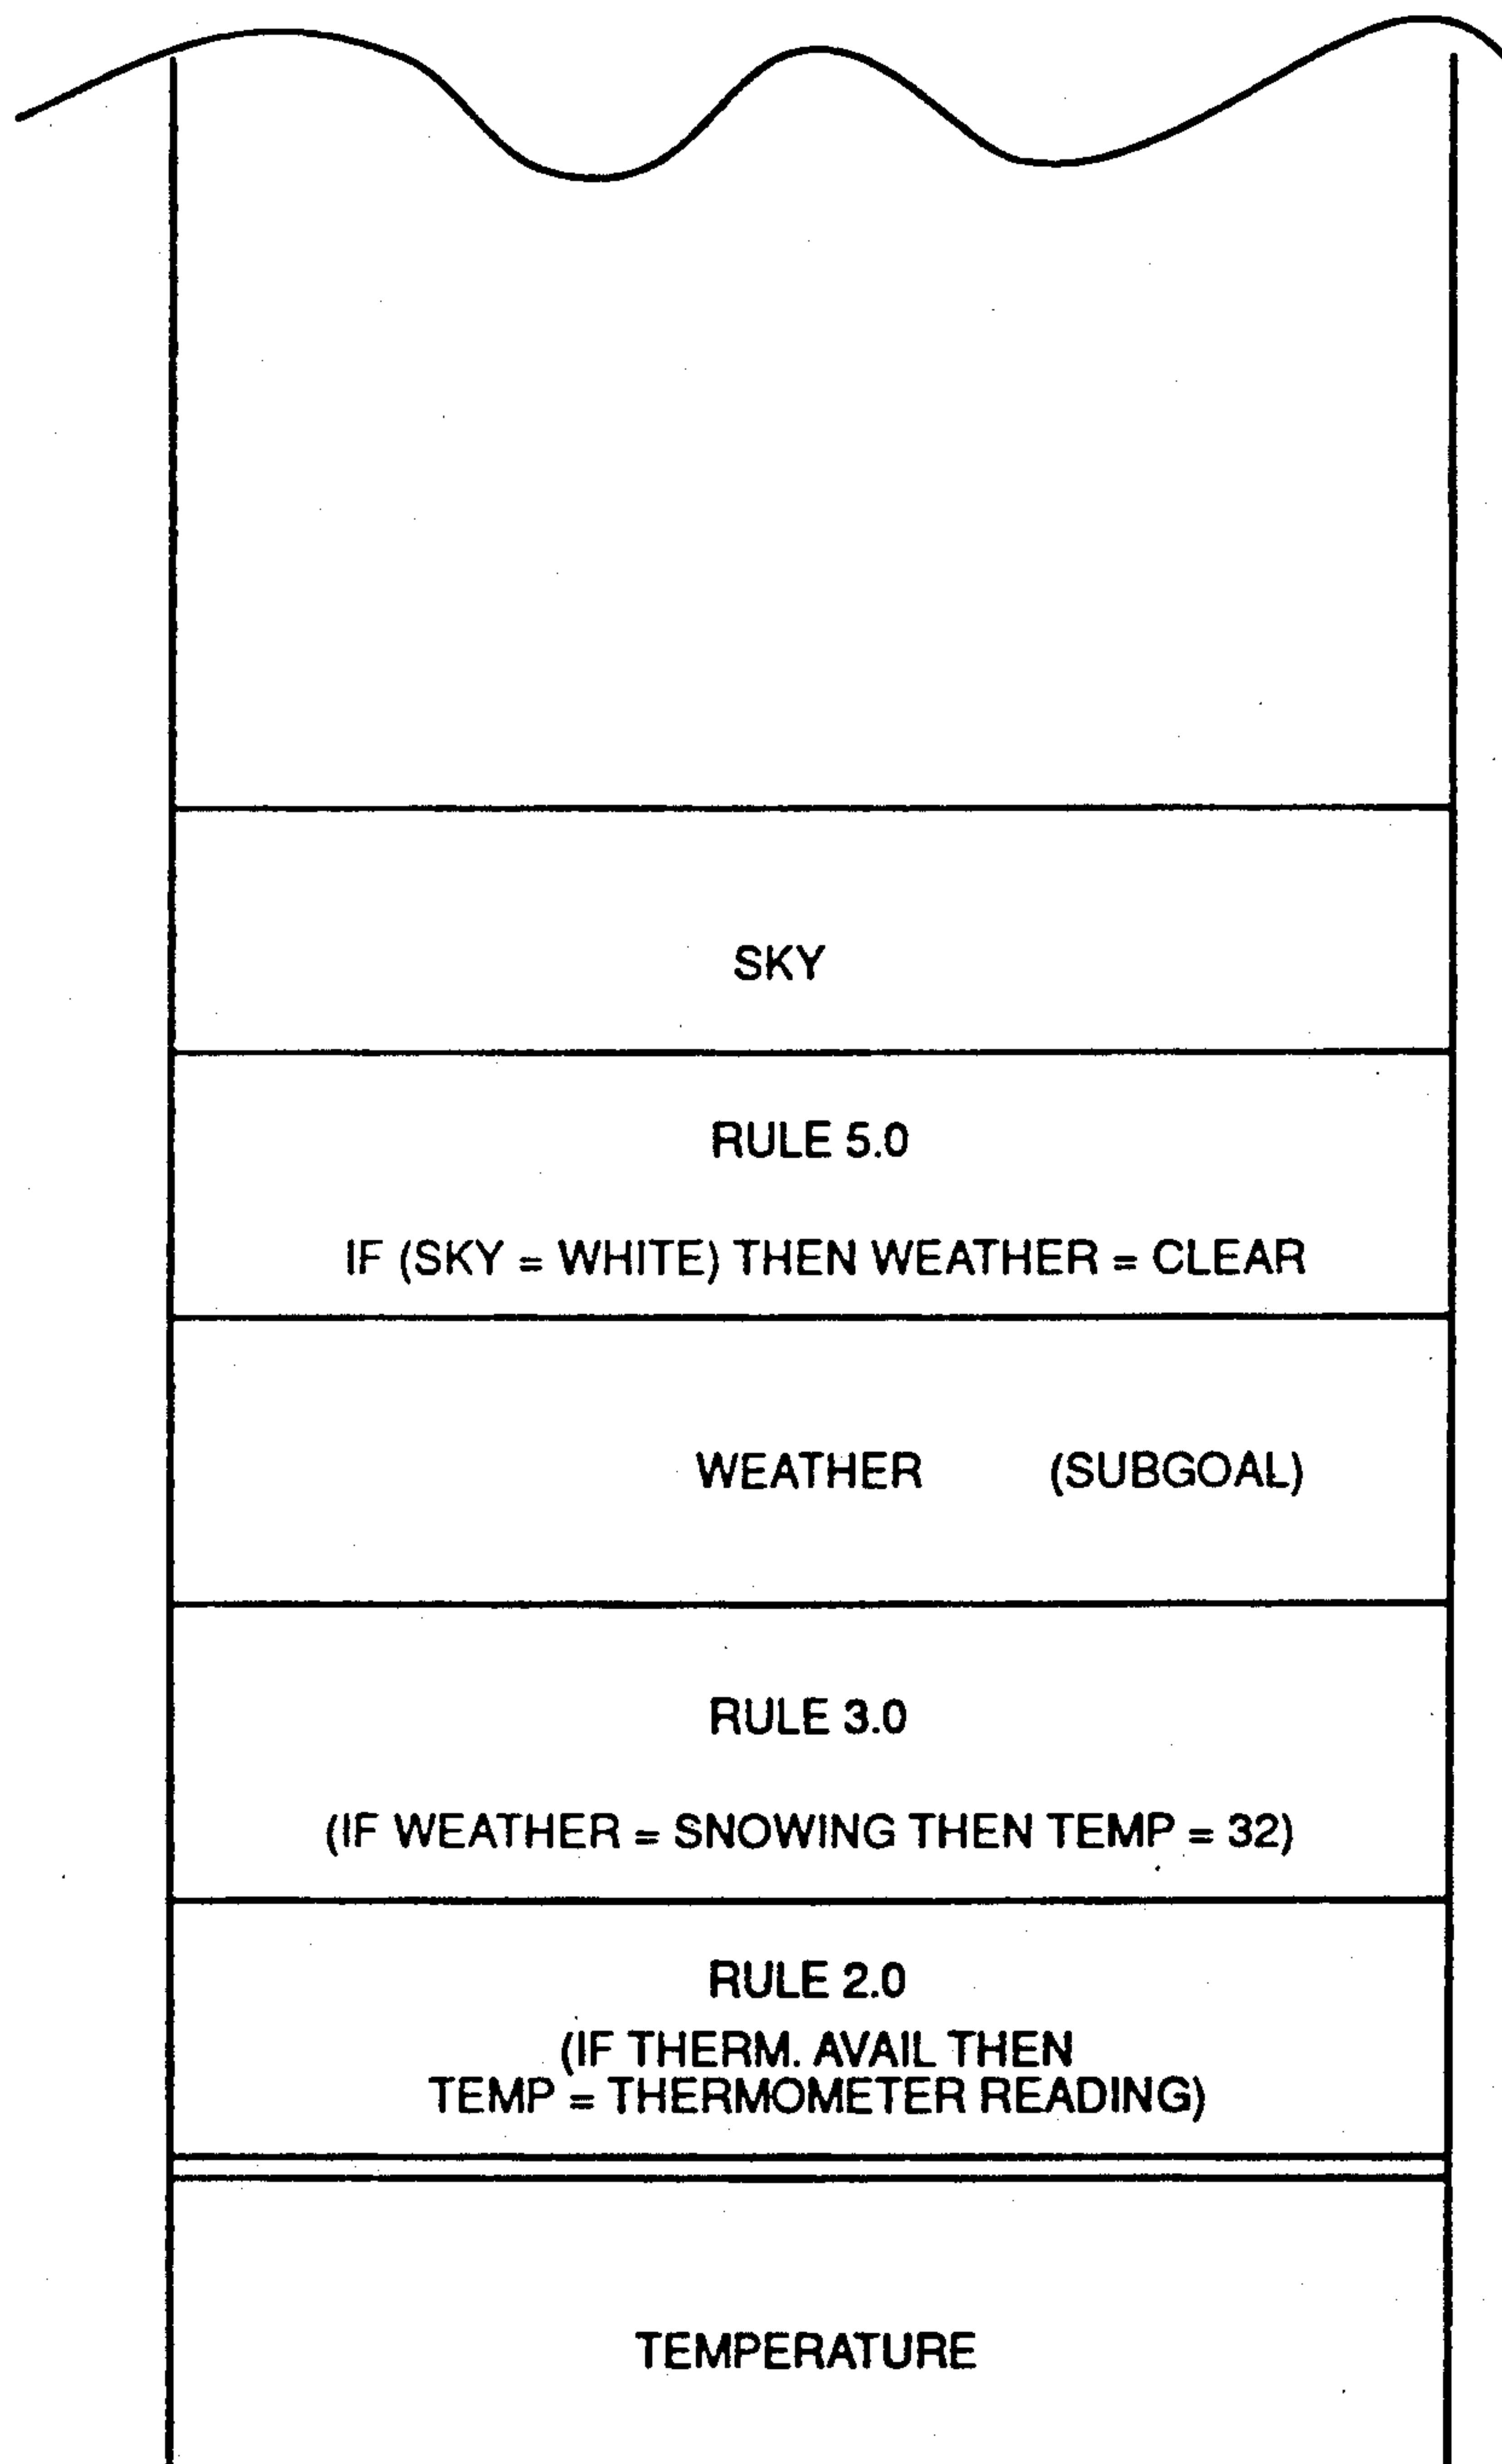 SKY
RULE 5.0
IF (SKY = WHITE) THEN WEATHER = CLEAR
WEATHER (SUBGOAL)
RULE 3.0
(IF WEATHER = SNOWING THEN TEMP = 32)
RULE 2.0
(IF THERM. AVAIL THEN
TEMP = THERMOMETER READING)
TEMPERATURE